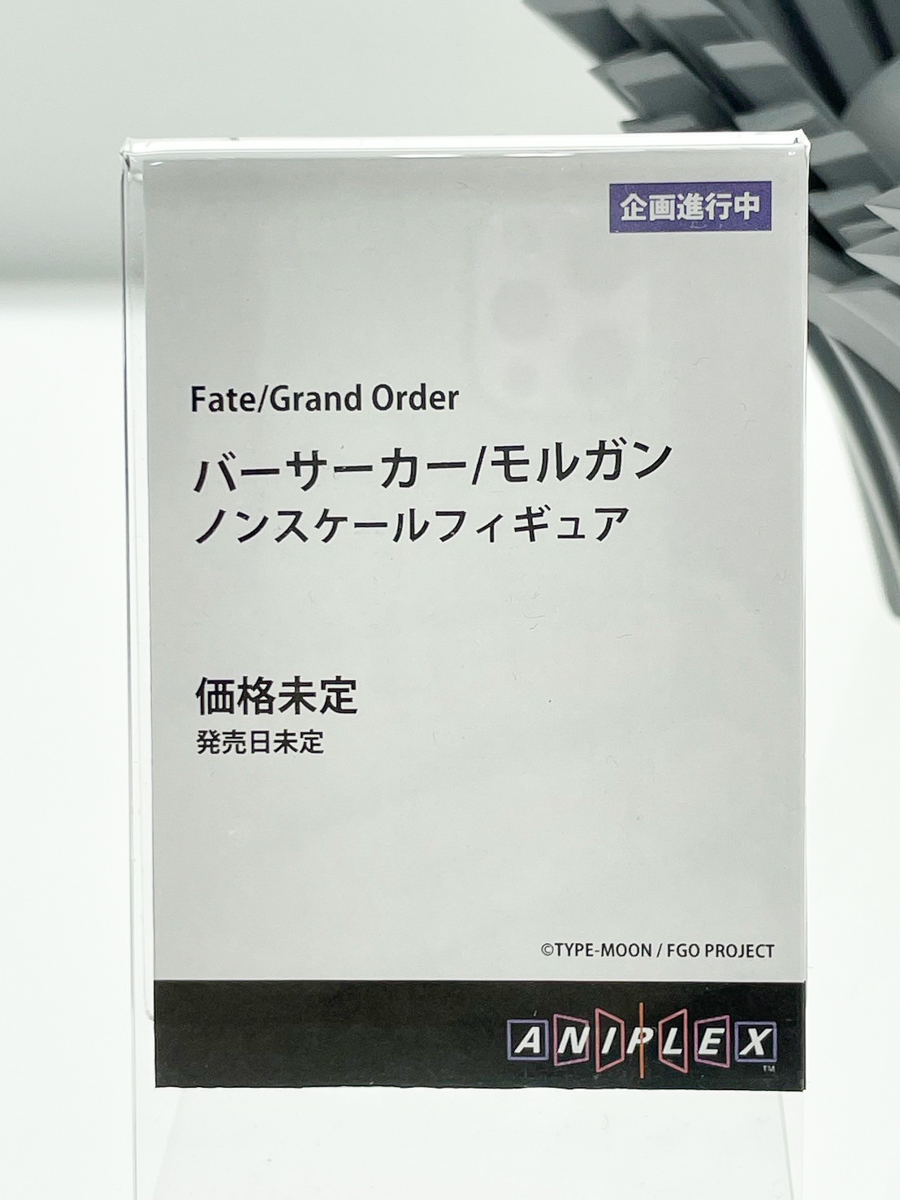 企画進行中
Fate/Grand Order
バーサーカー/モルガン
ノンスケールフィギュア
価格未定
発売日未定
©TYPE-MOON / FGO PROJECT
ANIPLEX
TM